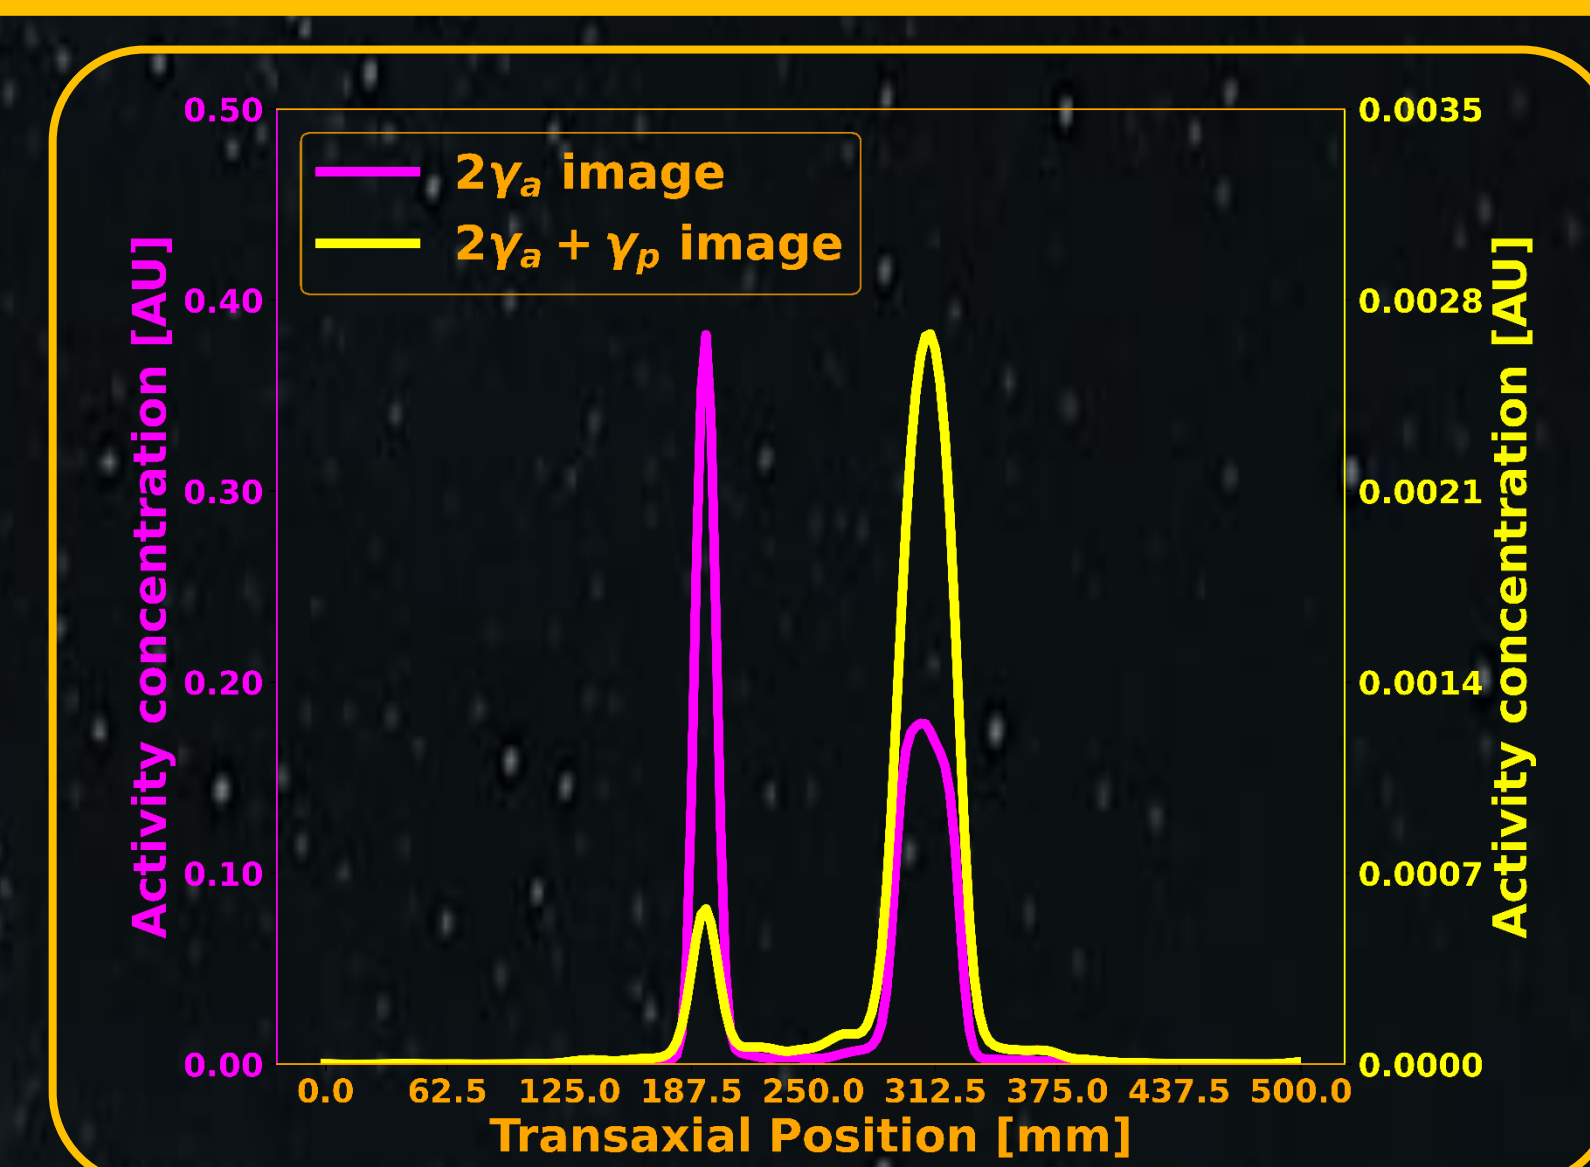 0.50
0.40
0.30
0.20
0.10
0.00
Activity concentration [AU]
2γₐ image
2γₐ + γₚ image
0.0035
0.0028
0.0021
0.0014
0.0007
0.0000
Activity concentration [AU]
0.0 62.5 125.0 187.5 250.0 312.5 375.0 437.5 500.0
Transaxial Position [mm]